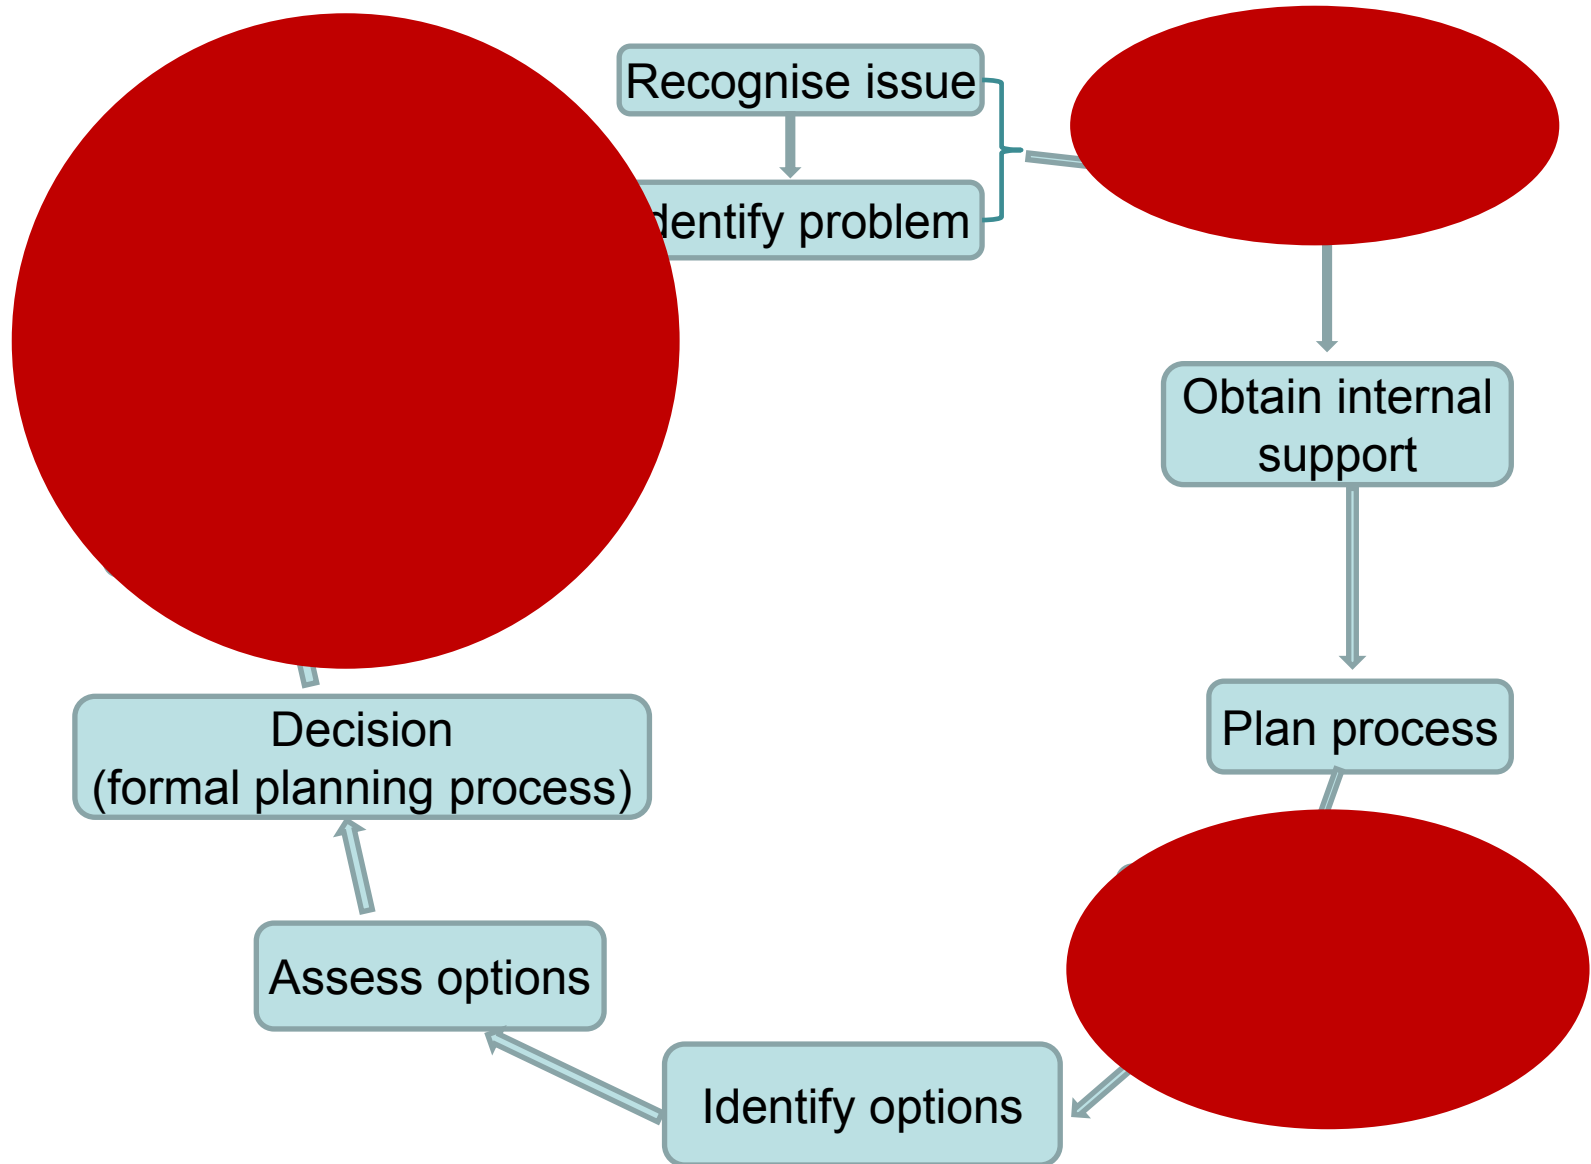 Recognise issue
dentify problem
Obtain internal
support
Plan process
Decision
(formal planning process)
Assess options
Identify options